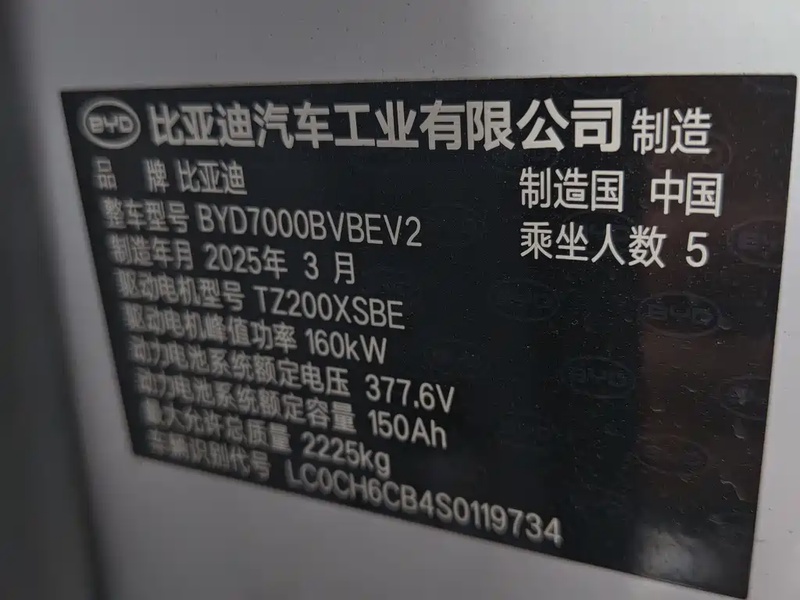 BYD 比亚迪汽车工业有限公司 制造
品 牌 比亚迪 制造国 中国
整车型号 BYD7000BVBEV2 乘坐人数 5
制造年月 2025年 3 月
驱动电机型号 TZ200XSBE
驱动电机峰值功率 160kW
动力电池系统额定电压 377.6V
动力电池系统额定容量 150Ah
最大允许总质量 2225kg
车辆识别代号 LC0CH6CB4S0119734